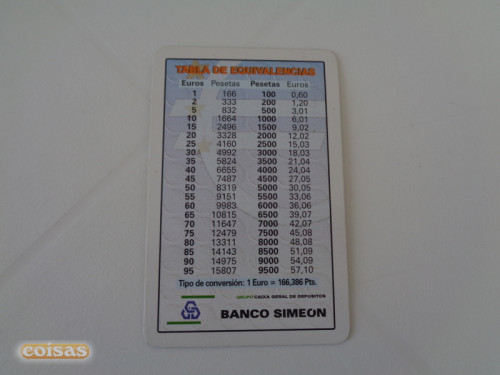 TABLA DE EQUIVALENCIAS
Euros Pesetas Pesetas Euros
1 166 100 0,60
2 333 200 1,20
5 832 500 3,01
10 1664 1000 6,01
15 2496 1500 9,02
20 3328 2000 12,02
25 4160 2500 15,03
30 4992 3000 18,03
35 5824 3500 21,04
40 6655 4000 24,04
45 7487 4500 27,05
50 8319 5000 30,05
55 9151 5500 33,06
60 9983 6000 36,06
65 10815 6500 39,07
70 11647 7000 42,07
75 12479 7500 45,08
80 13311 8000 48,08
85 14143 8500 51,09
90 14975 9000 54,09
95 15807 9500 57,10
Tipo de conversión: 1 Euro = 166,386 Pts.
GRUPO CAIXA GERAL DE DEPOSITOS
BANCO SIMEÓN
coisas